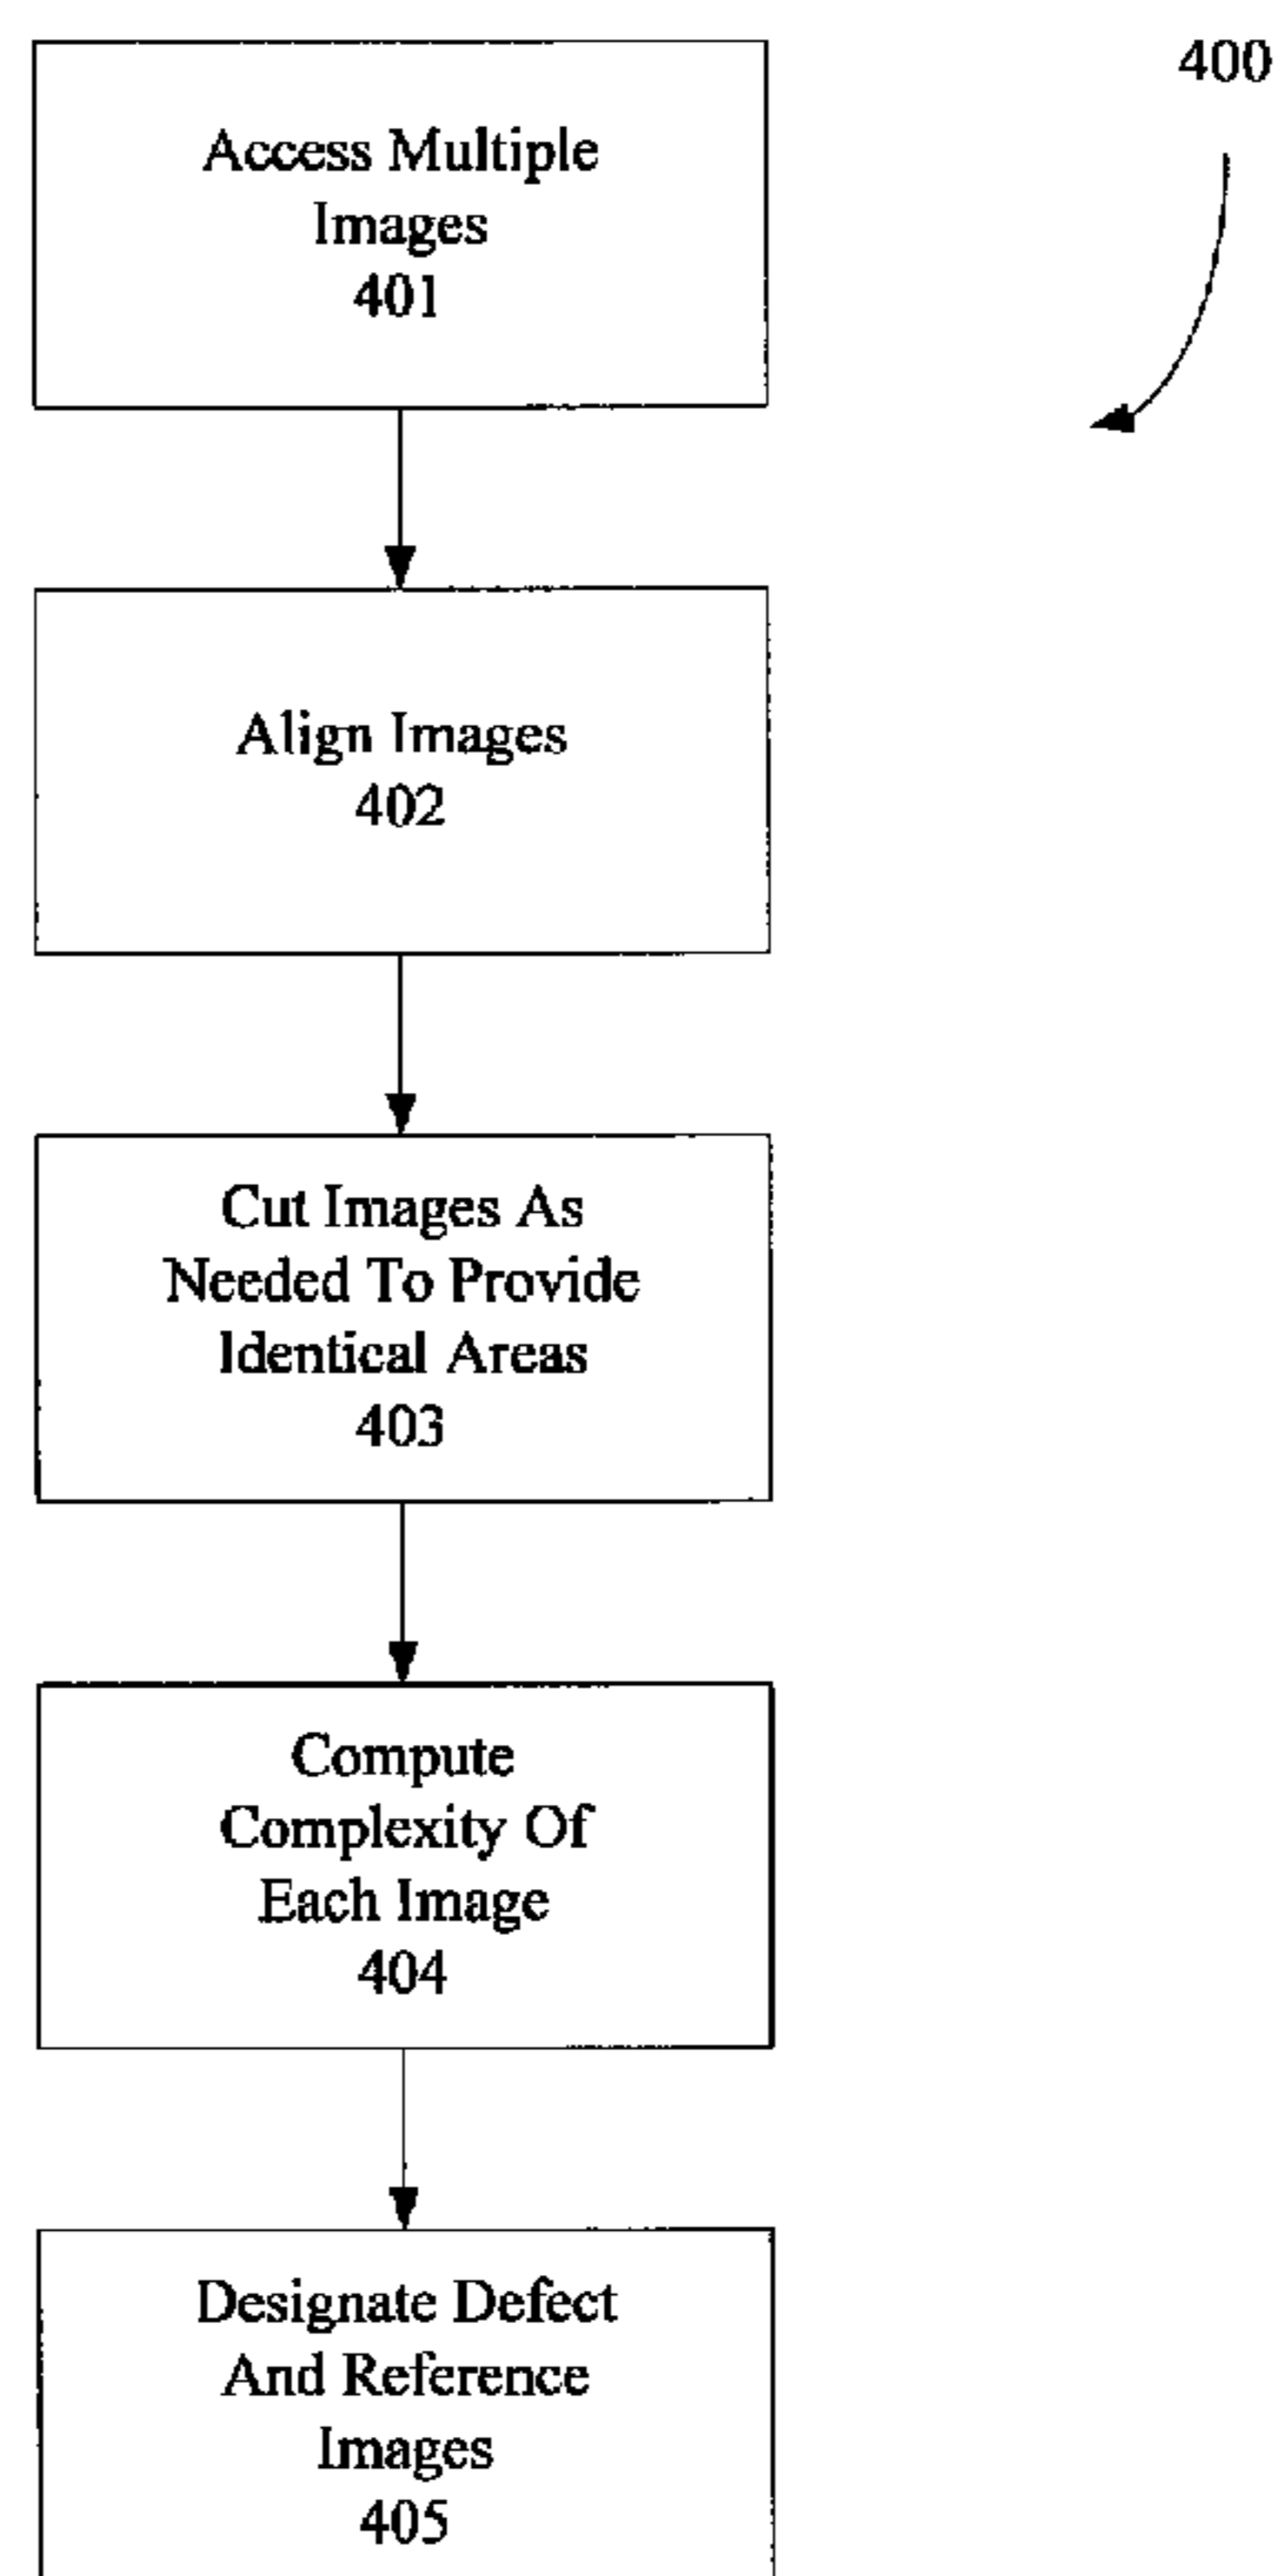 400
Access Multiple
Images
401
Align Images
402
Cut Images As
Needed To Provide
Identical Areas
403
Compute
Complexity Of
Each Image
404
Designate Defect
And Reference
Images
405